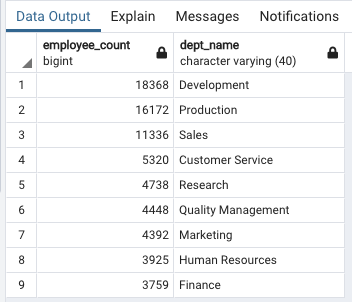 Data Output Explain Messages Notifications
employee_count dept_name
bigint character varying (40)
1 18368 Development
2 16172 Production
3 11336 Sales
4 5320 Customer Service
5 4738 Research
6 4448 Quality Management
7 4392 Marketing
8 3925 Human Resources
9 3759 Finance